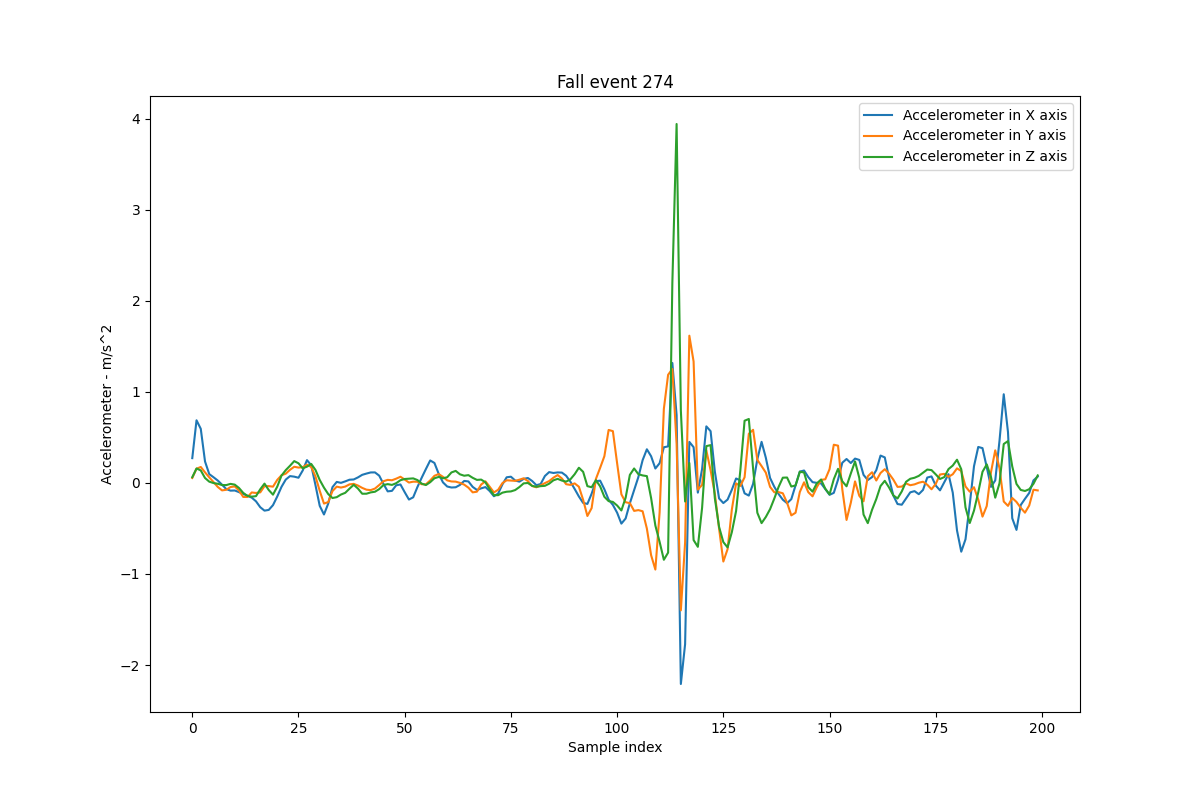 Fall event 274
Accelerometer in X axis
Accelerometer in Y axis
Accelerometer in Z axis
4
3
2
1
0
−1
−2
Accelerometer - m/s^2
0 25 50 75 100 125 150 175 200
Sample index